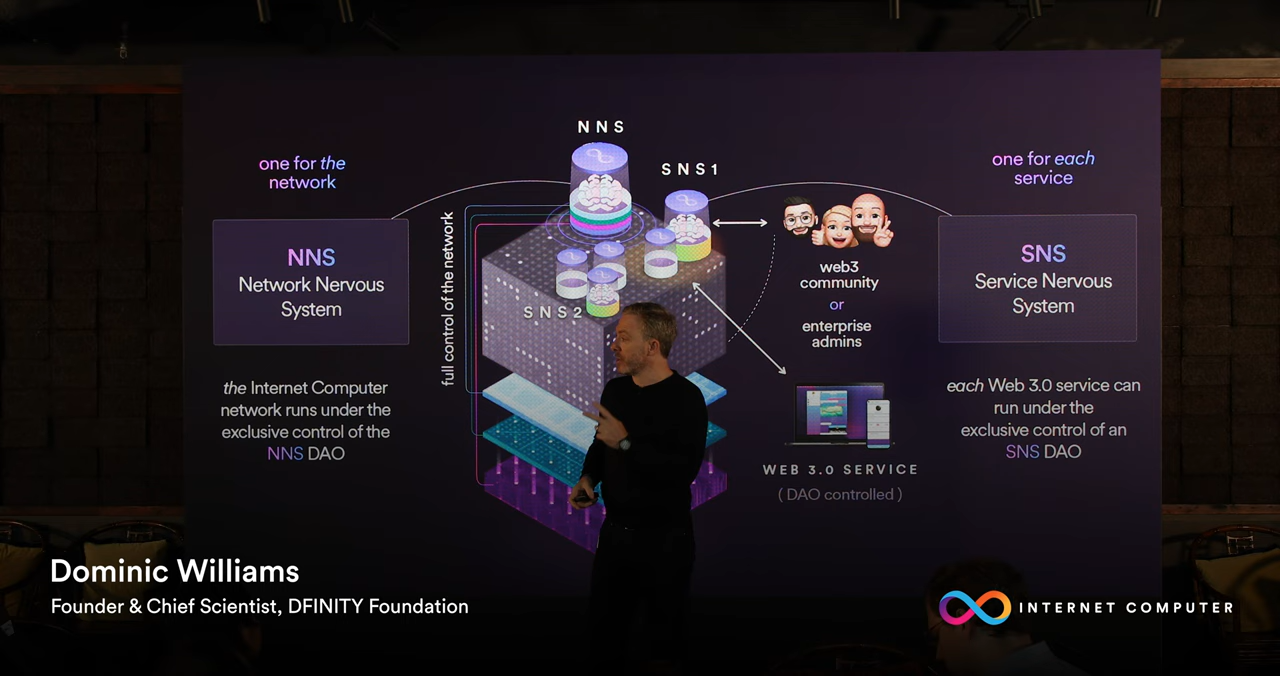 NNS
SNS1
one for the
network
one for each
service
NNS
Network Nervous
System
full control of the network
SNS2
web3
community
or
enterprise
admins
SNS
Service Nervous
System
the Internet Computer
network runs under the
exclusive control of the
NNS DAO
each Web 3.0 service can
run under the
exclusive control of an
SNS DAO
WEB 3.0 SERVICE
( DAO controlled )
Dominic Williams
Founder & Chief Scientist, DFINITY Foundation
INTERNET COMPUTER